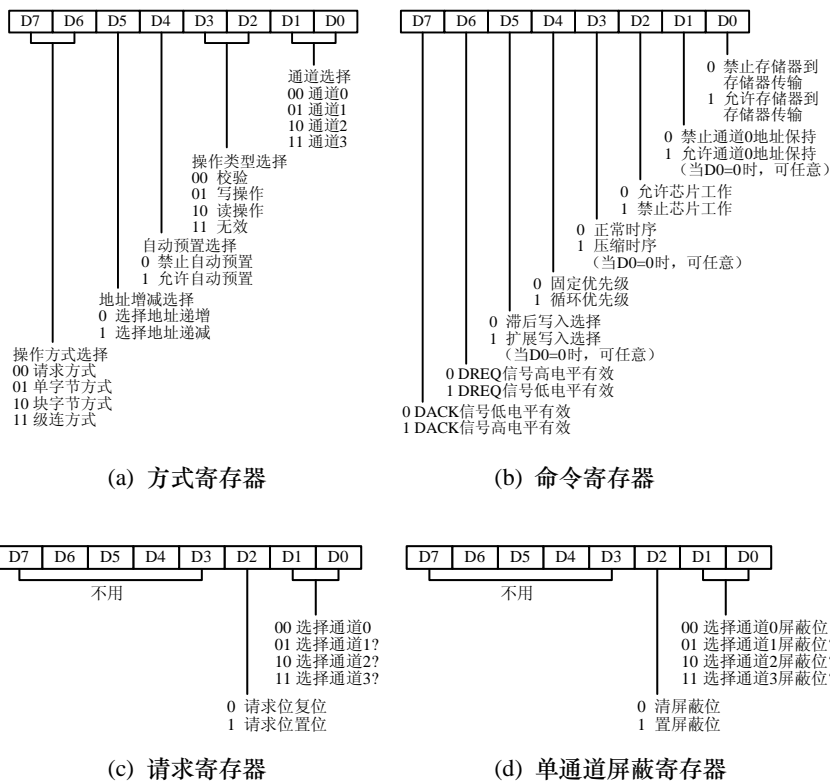 D7 D6 D5 D4 D3 D2 D1 D0
通道选择
00 通道0
01 通道1
10 通道2
11 通道3
操作类型选择
00 校验
01 写操作
10 读操作
11 无效
自动预置选择
0 禁止自动预置
1 允许自动预置
地址增减选择
0 选择地址递增
1 选择地址递减
操作方式选择
00 请求方式
01 单字节方式
10 块字节方式
11 级连方式
(a) 方式寄存器
D7 D6 D5 D4 D3 D2 D1 D0
0 禁止存储器到
存储器传输
1 允许存储器到
存储器传输
0 禁止通道0地址保持
1 允许通道0地址保持
（当D0=0时，可任意）
0 允许芯片工作
1 禁止芯片工作
0 正常时序
1 压缩时序
（当D0=0时，可任意）
0 固定优先级
1 循环优先级
0 滞后写入选择
1 扩展写入选择
（当D0=0时，可任意）
0 DREQ信号高电平有效
1 DREQ信号低电平有效
0 DACK信号低电平有效
1 DACK信号高电平有效
(b) 命令寄存器
D7 D6 D5 D4 D3 D2 D1 D0
不用
00 选择通道0
01 选择通道1?
10 选择通道2?
11 选择通道3?
0 请求位复位
1 请求位置位
(c) 请求寄存器
D7 D6 D5 D4 D3 D2 D1 D0
不用
00 选择通道0屏蔽位
01 选择通道1屏蔽位?
10 选择通道2屏蔽位?
11 选择通道3屏蔽位?
0 清屏蔽位
1 置屏蔽位
(d) 单通道屏蔽寄存器